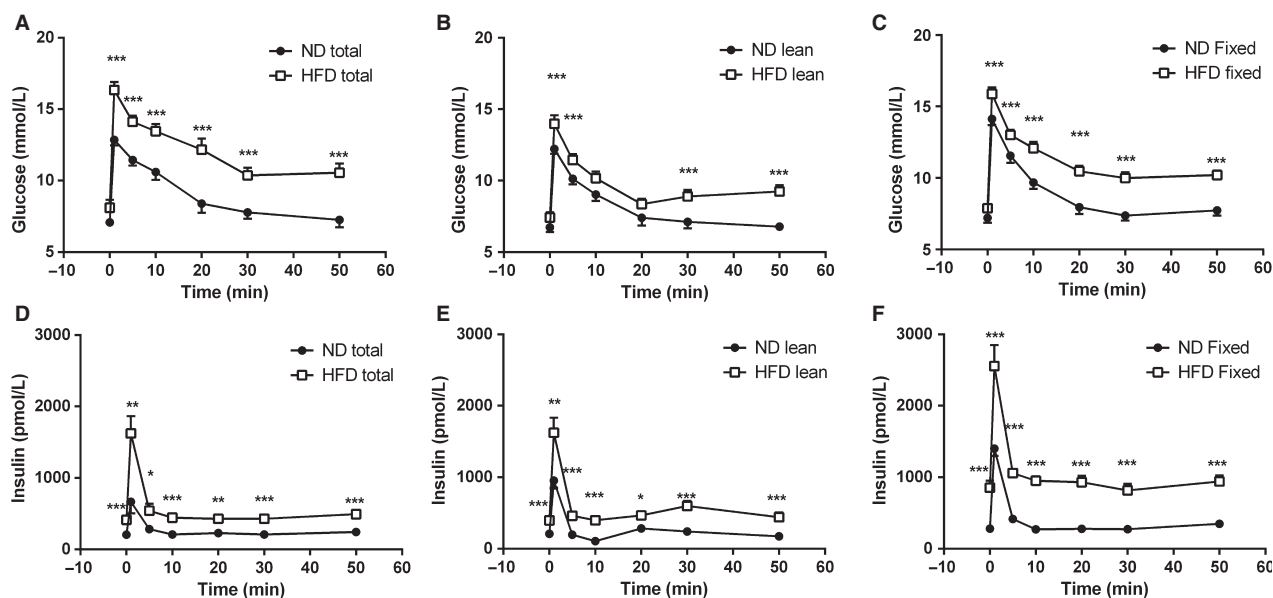 A
20
15
10
5
Glucose (mmol/L)
***
***
***
***
***
***
ND total
HFD total
–10 0 10 20 30 40 50 60
Time (min)
B
20
15
10
5
Glucose (mmol/L)
***
***
***
***
ND lean
HFD lean
–10 0 10 20 30 40 50 60
Time (min)
C
20
15
10
5
Glucose (mmol/L)
***
***
***
***
***
***
ND Fixed
HFD fixed
–10 0 10 20 30 40 50 60
Time (min)
D
3000
2000
1000
0
Insulin (pmol/L)
***
**
*
***
**
***
***
ND total
HFD total
–10 0 10 20 30 40 50 60
Time (min)
E
3000
2000
1000
0
Insulin (pmol/L)
***
**
***
***
*
***
***
ND lean
HFD lean
–10 0 10 20 30 40 50 60
Time (min)
F
3000
2000
1000
0
Insulin (pmol/L)
***
***
***
***
***
***
***
ND Fixed
HFD Fixed
–10 0 10 20 30 40 50 60
Time (min)